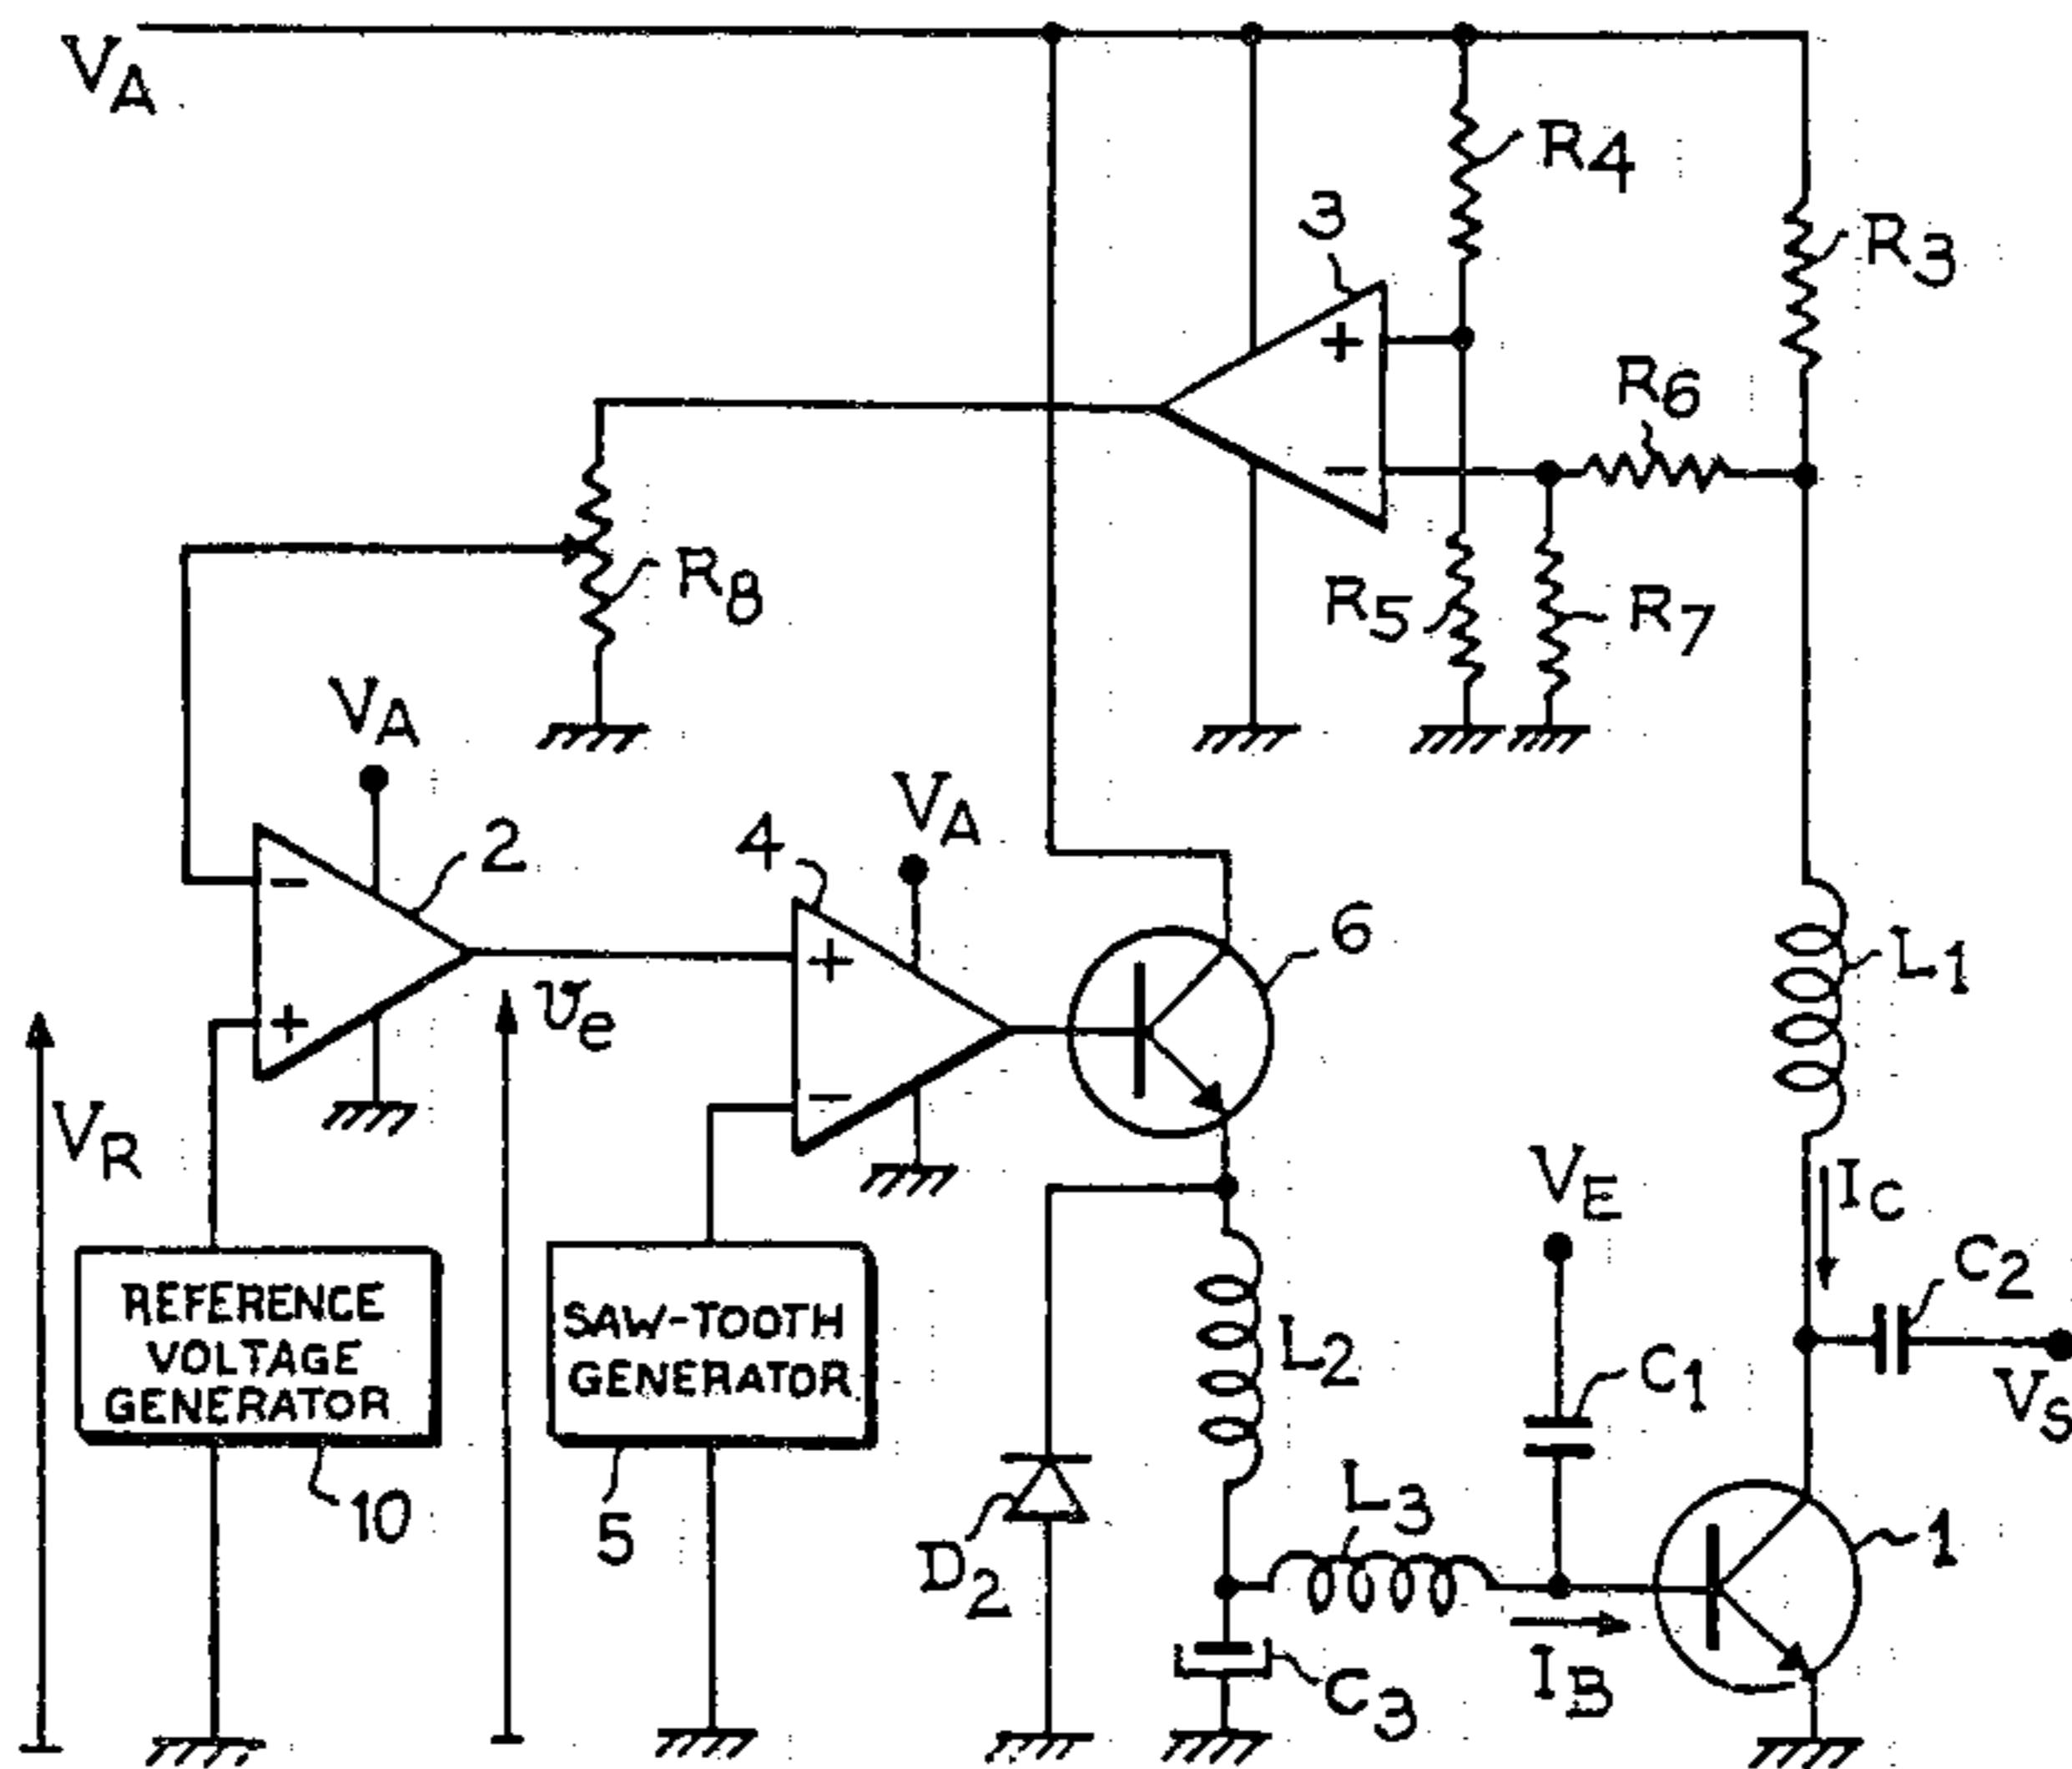 VA
R4
3
R3
R6
R8
R5
R7
VA
VA
2
4
6
+
−
−
+
+
−
L1
ve
VR
VE
IC
C2
REFERENCE
VOLTAGE
GENERATOR
SAW-TOOTH
GENERATOR
L2
C1
VS
10
5
D2
L3
1
IB
C3